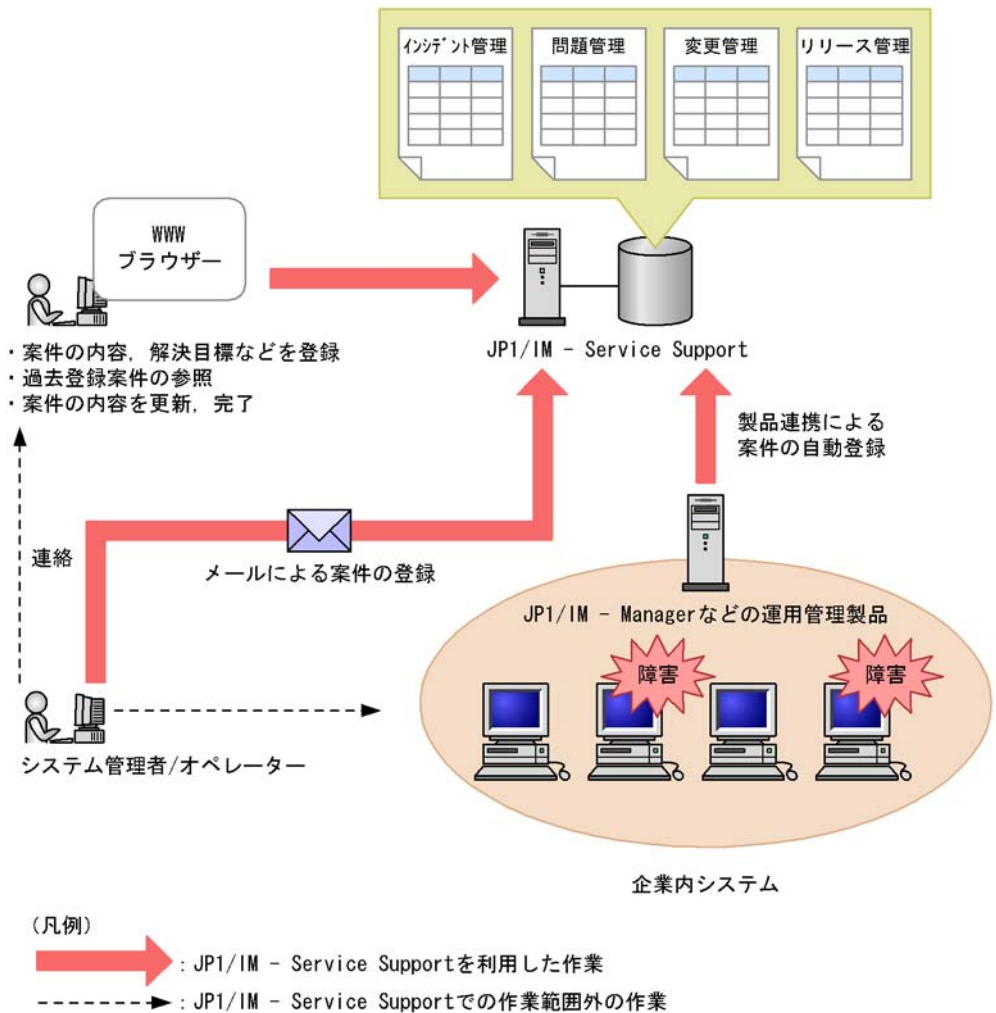 ｲﾝｼﾃﾞﾝﾄ管理
問題管理
変更管理
リリース管理
WWW
ブラウザー
・案件の内容，解決目標などを登録
・過去登録案件の参照
・案件の内容を更新，完了
JP1/IM - Service Support
製品連携による
案件の自動登録
連絡
メールによる案件の登録
JP1/IM - Managerなどの運用管理製品
障害
障害
システム管理者/オペレーター
企業内システム
（凡例）
：JP1/IM - Service Supportを利用した作業
：JP1/IM - Service Supportでの作業範囲外の作業